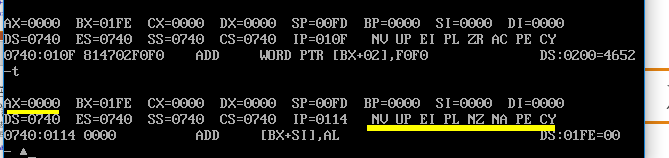 AX=0000 BX=01FE CX=0000 DX=0000 SP=00FD BP=0000 SI=0000 DI=0000
DS=0740 ES=0740 SS=0740 CS=0740 IP=010F NV UP EI PL ZR AC PE CY
0740:010F 814702F0F0 ADD WORD PTR [BX+02],F0F0 DS:0200=4652
-t
AX=0000 BX=01FE CX=0000 DX=0000 SP=00FD BP=0000 SI=0000 DI=0000
DS=0740 ES=0740 SS=0740 CS=0740 IP=0114 NV UP EI PL NZ NA PE CY
0740:0114 0000 ADD [BX+SI],AL DS:01FE=00
-